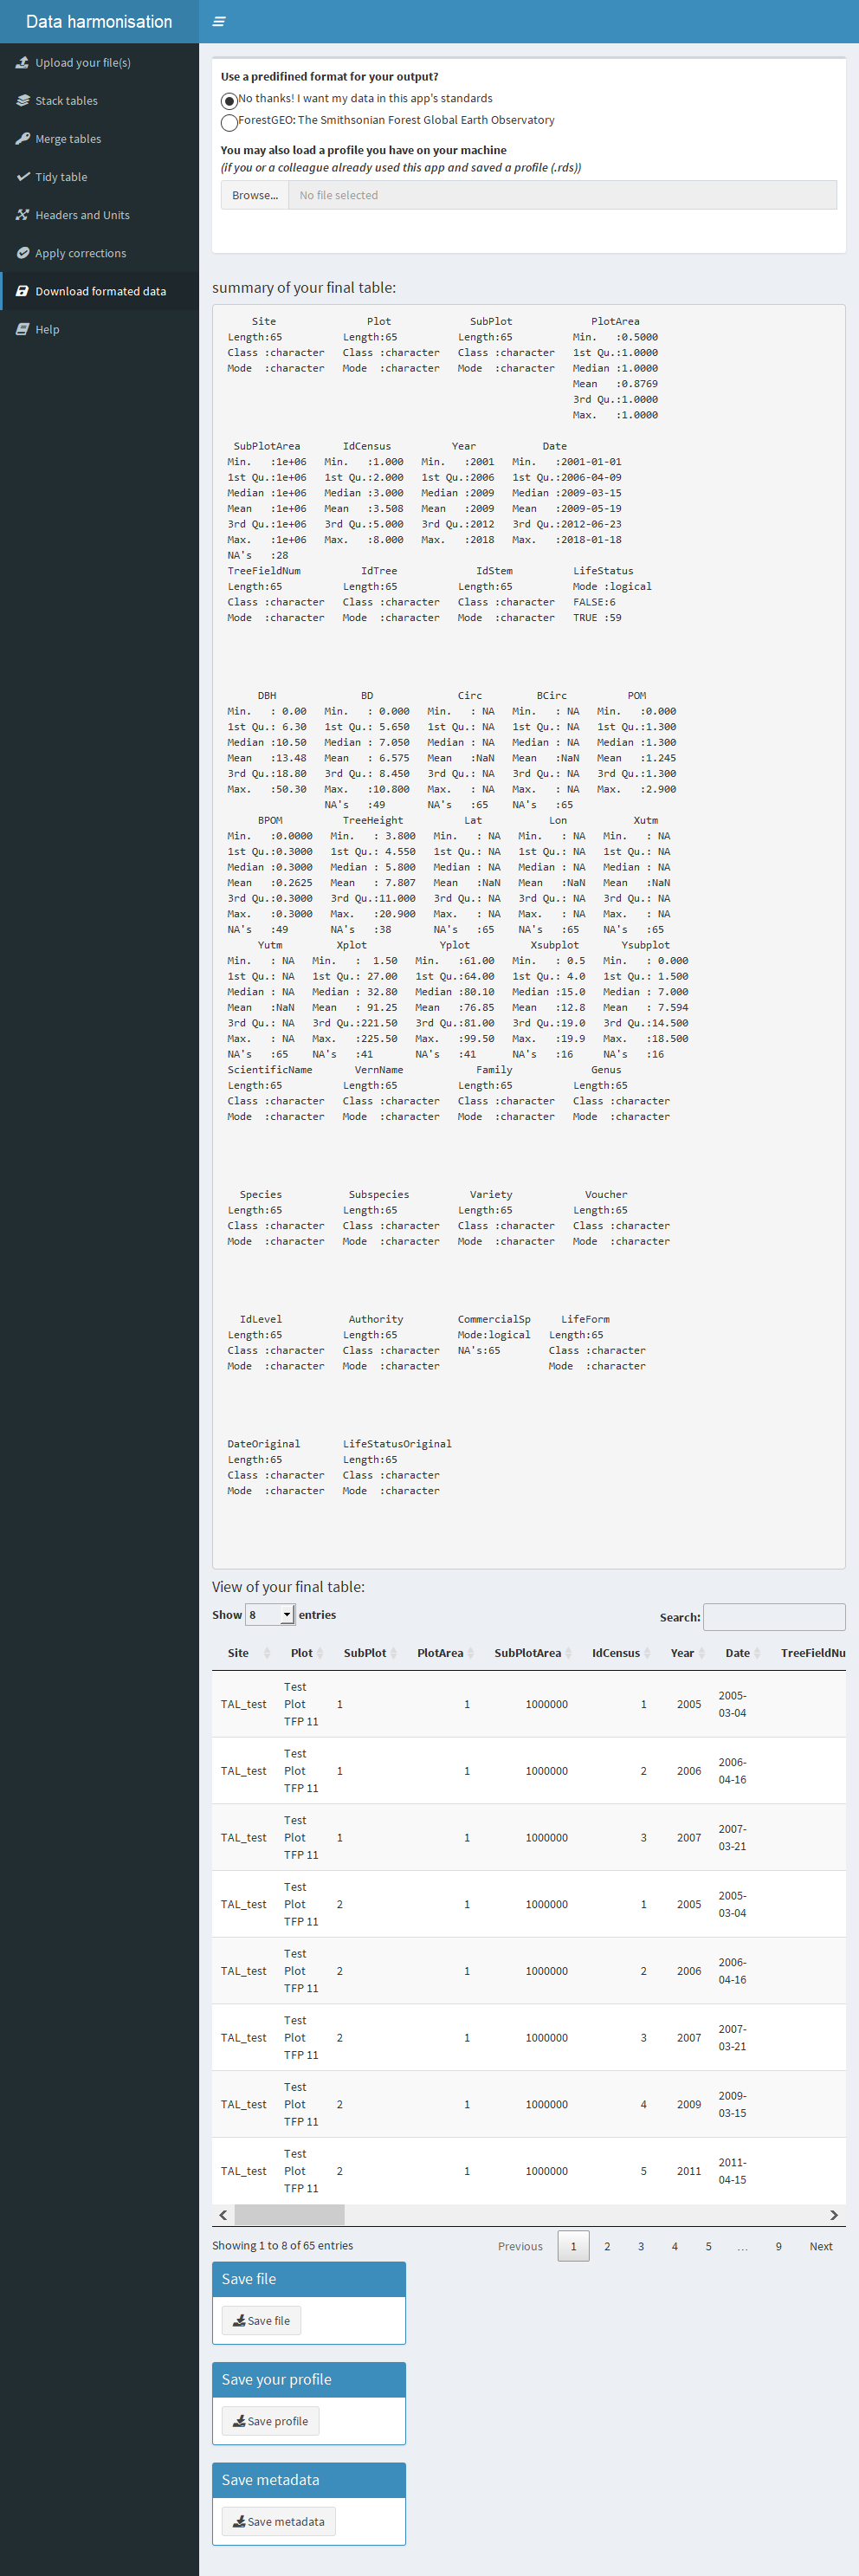 Data harmonisation
Upload your file(s)
Stack tables
Merge tables
Tidy table
Headers and Units
Apply corrections
Download formated data
Help
Use a predifined format for your output?
No thanks! I want my data in this app's standards
ForestGEO: The Smithsonian Forest Global Earth Observatory
You may also load a profile you have on your machine
(if you or a colleague already used this app and saved a profile (.rds))
Browse... No file selected
summary of your final table:
Site Plot SubPlot PlotArea
Length:65 Length:65 Length:65 Min. :0.5000
Class :character Class :character Class :character 1st Qu.:1.0000
Mode :character Mode :character Mode :character Median :1.0000
Mean :0.8769
3rd Qu.:1.0000
Max. :1.0000
SubPlotArea IdCensus Year Date
Min. :1e+06 Min. :1.000 Min. :2001 Min. :2001-01-01
1st Qu.:1e+06 1st Qu.:2.000 1st Qu.:2006 1st Qu.:2006-04-09
Median :1e+06 Median :3.000 Median :2009 Median :2009-03-15
Mean :1e+06 Mean :3.508 Mean :2009 Mean :2009-05-19
3rd Qu.:1e+06 3rd Qu.:5.000 3rd Qu.:2012 3rd Qu.:2012-06-23
Max. :1e+06 Max. :8.000 Max. :2018 Max. :2018-01-18
NA's :28
TreeFieldNum IdTree IdStem LifeStatus
Length:65 Length:65 Length:65 Mode :logical
Class :character Class :character Class :character FALSE:6
Mode :character Mode :character Mode :character TRUE :59
DBH BD Circ BCirc POM
Min. : 0.00 Min. : 0.000 Min. : NA Min. : NA Min. :0.000
1st Qu.: 6.30 1st Qu.: 5.650 1st Qu.: NA 1st Qu.: NA 1st Qu.:1.300
Median :10.50 Median : 7.050 Median : NA Median : NA Median :1.300
Mean :13.48 Mean : 6.575 Mean :NaN Mean :NaN Mean :1.245
3rd Qu.:18.80 3rd Qu.: 8.450 3rd Qu.: NA 3rd Qu.: NA 3rd Qu.:1.300
Max. :50.30 Max. :10.800 Max. : NA Max. : NA Max. :2.900
NA's :49 NA's :65 NA's :65
BPOM TreeHeight Lat Lon Xutm
Min. :0.0000 Min. : 3.800 Min. : NA Min. : NA Min. : NA
1st Qu.:0.3000 1st Qu.: 4.550 1st Qu.: NA 1st Qu.: NA 1st Qu.: NA
Median :0.3000 Median : 5.800 Median : NA Median : NA Median : NA
Mean :0.2625 Mean : 7.807 Mean :NaN Mean :NaN Mean :NaN
3rd Qu.:0.3000 3rd Qu.:11.000 3rd Qu.: NA 3rd Qu.: NA 3rd Qu.: NA
Max. :0.3000 Max. :20.900 Max. : NA Max. : NA Max. : NA
NA's :49 NA's :38 NA's :65 NA's :65 NA's :65
Yutm Xplot Yplot Xsubplot Ysubplot
Min. : NA Min. : 1.50 Min. :61.00 Min. : 0.5 Min. : 0.000
1st Qu.: NA 1st Qu.: 27.00 1st Qu.:64.00 1st Qu.: 4.0 1st Qu.: 1.500
Median : NA Median : 32.80 Median :80.10 Median :15.0 Median : 7.000
Mean :NaN Mean : 91.25 Mean :76.85 Mean :12.8 Mean : 7.594
3rd Qu.: NA 3rd Qu.:221.50 3rd Qu.:81.00 3rd Qu.:19.0 3rd Qu.:14.500
Max. : NA Max. :225.50 Max. :99.50 Max. :19.9 Max. :18.500
NA's :65 NA's :41 NA's :41 NA's :16 NA's :16
ScientificName VernName Family Genus
Length:65 Length:65 Length:65 Length:65
Class :character Class :character Class :character Class :character
Mode :character Mode :character Mode :character Mode :character
Species Subspecies Variety Voucher
Length:65 Length:65 Length:65 Length:65
Class :character Class :character Class :character Class :character
Mode :character Mode :character Mode :character Mode :character
IdLevel Authority CommercialSp LifeForm
Length:65 Length:65 Mode:logical Length:65
Class :character Class :character NA's:65 Class :character
Mode :character Mode :character Mode :character
DateOriginal LifeStatusOriginal
Length:65 Length:65
Class :character Class :character
Mode :character Mode :character
View of your final table:
Show 8 entries Search:
Site Plot SubPlot PlotArea SubPlotArea IdCensus Year Date TreeFieldNu
TAL_test Test Plot TFP 11 1 1 1000000 1 2005 2005-03-04
TAL_test Test Plot TFP 11 1 1 1000000 2 2006 2006-04-16
TAL_test Test Plot TFP 11 1 1 1000000 3 2007 2007-03-21
TAL_test Test Plot TFP 11 2 1 1000000 1 2005 2005-03-04
TAL_test Test Plot TFP 11 2 1 1000000 2 2006 2006-04-16
TAL_test Test Plot TFP 11 2 1 1000000 3 2007 2007-03-21
TAL_test Test Plot TFP 11 2 1 1000000 4 2009 2009-03-15
TAL_test Test Plot TFP 11 2 1 1000000 5 2011 2011-04-15
Showing 1 to 8 of 65 entries Previous 1 2 3 4 5 … 9 Next
Save file
Save file
Save your profile
Save profile
Save metadata
Save metadata